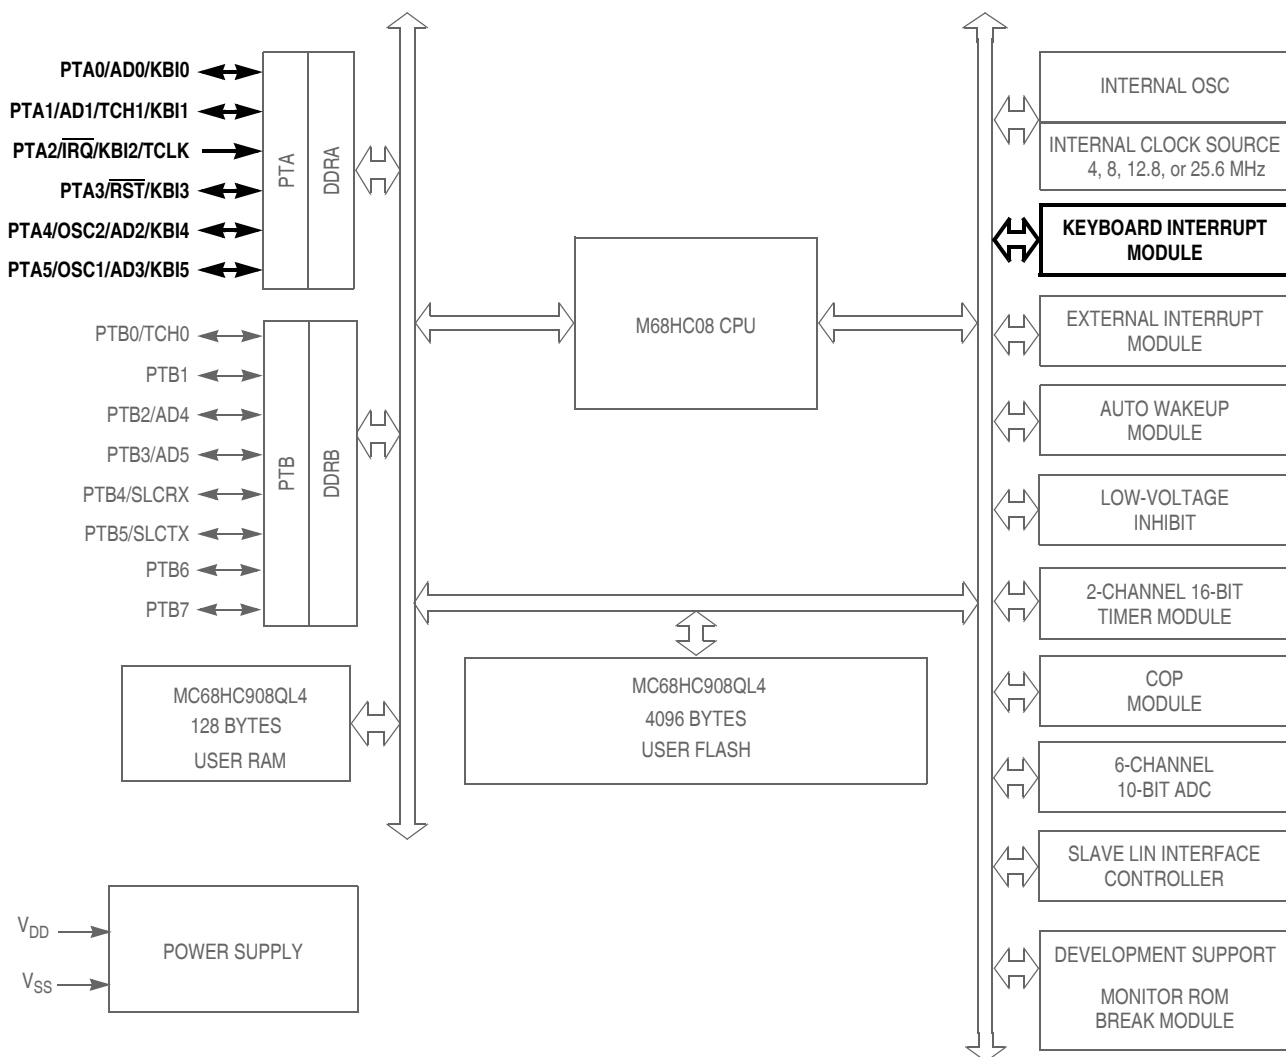 PTA0/AD0/KBI0
PTA1/AD1/TCH1/KBI1
PTA2/IRQ/KBI2/TCLK
PTA3/RST/KBI3
PTA4/OSC2/AD2/KBI4
PTA5/OSC1/AD3/KBI5
PTA
DDRA
PTB0/TCH0
PTB1
PTB2/AD4
PTB3/AD5
PTB4/SLCRX
PTB5/SLCTX
PTB6
PTB7
PTB
DDRB
M68HC08 CPU
MC68HC908QL4
128 BYTES
USER RAM
MC68HC908QL4
4096 BYTES
USER FLASH
VDD
VSS
POWER SUPPLY
INTERNAL OSC
INTERNAL CLOCK SOURCE
4, 8, 12.8, or 25.6 MHz
KEYBOARD INTERRUPT
MODULE
EXTERNAL INTERRUPT
MODULE
AUTO WAKEUP
MODULE
LOW-VOLTAGE
INHIBIT
2-CHANNEL 16-BIT
TIMER MODULE
COP
MODULE
6-CHANNEL
10-BIT ADC
SLAVE LIN INTERFACE
CONTROLLER
DEVELOPMENT SUPPORT
MONITOR ROM
BREAK MODULE